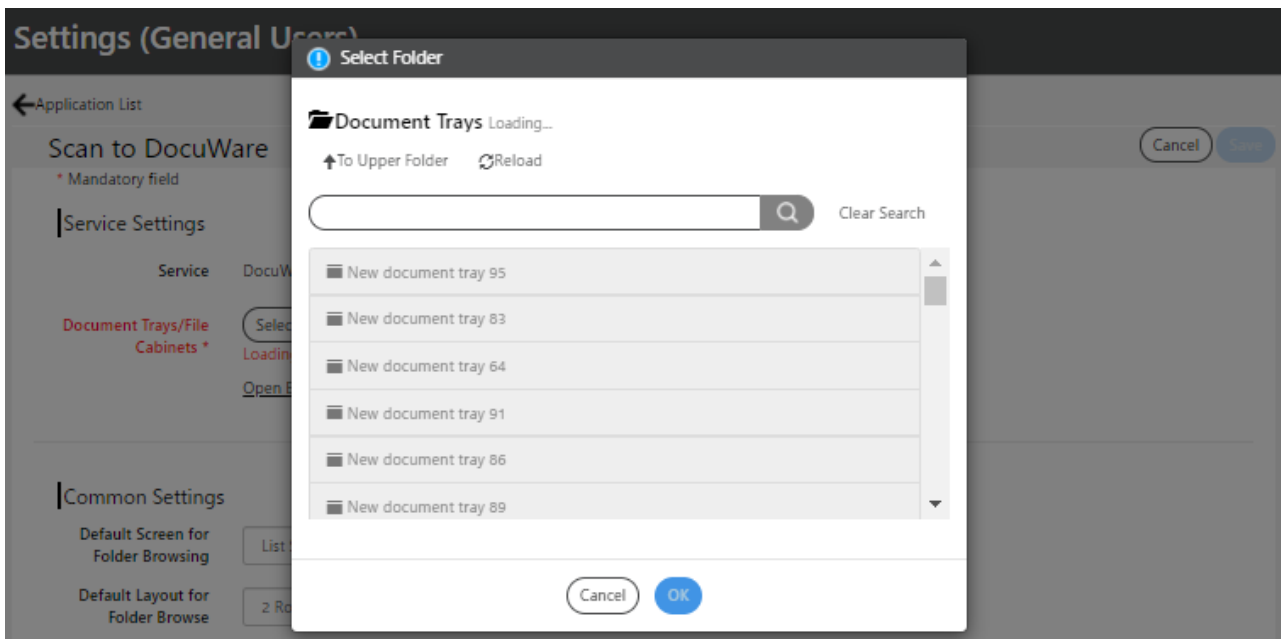 Settings (General Users)
Select Folder
Application List
Document Trays Loading...
Scan to DocuWare
Cancel
Save
To Upper Folder
Reload
* Mandatory field
Clear Search
Service Settings
Service
New document tray 95
New document tray 83
Document Trays/File
Cabinets *
New document tray 64
New document tray 91
New document tray 86
New document tray 89
Common Settings
Default Screen for
Folder Browsing
List
Default Layout for
Folder Browse
2
Cancel
OK